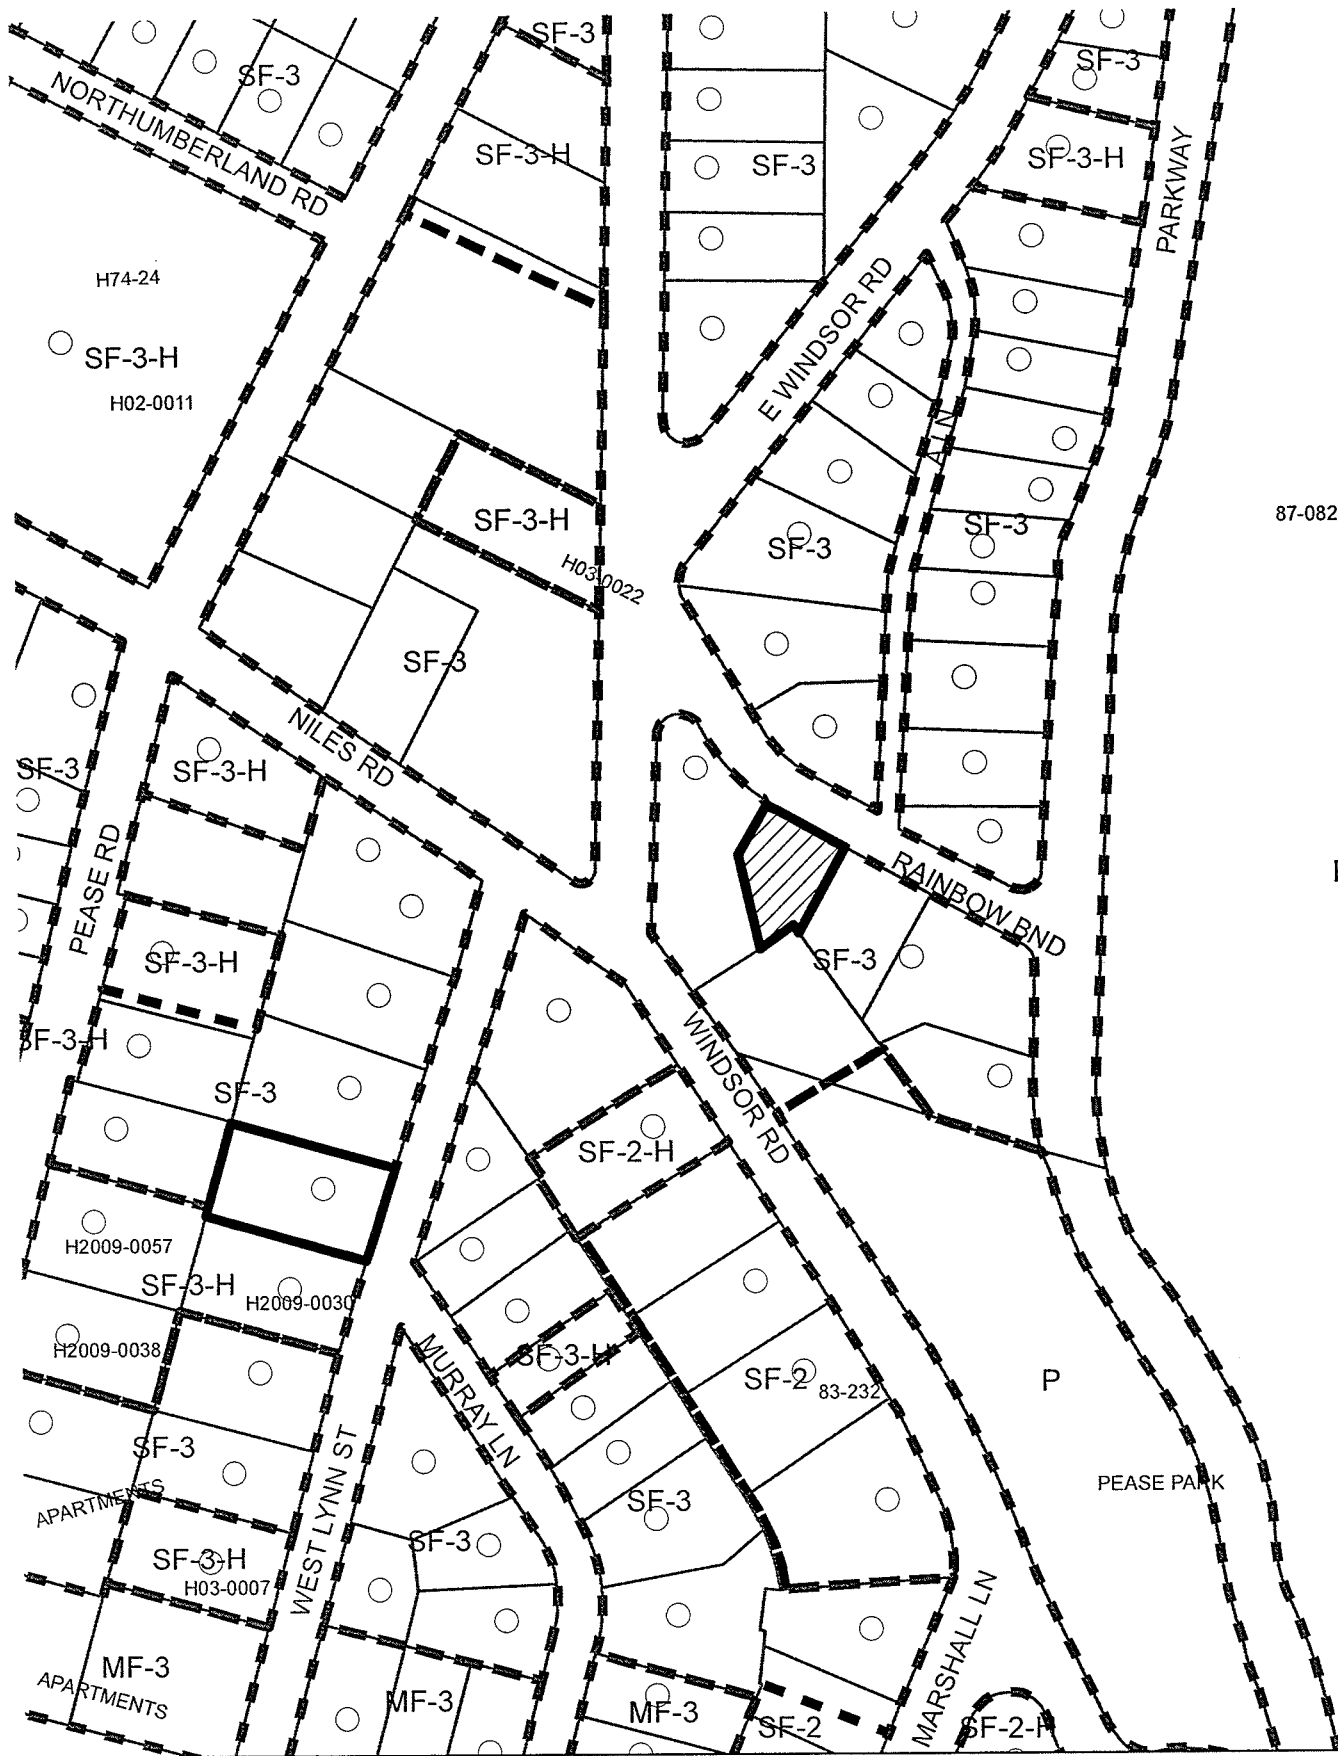 SF-3
SF-3
SF-3
NORTHUMBERLAND RD
SF-3-H
SF-3
SF-3-H
PARKWAY
H74-24
SF-3-H
H02-0011
E WINDSOR RD
SF-3-H
SF-3
SF-3
87-082
H03-0022
SF-3
NILES RD
SF-3
SF-3-H
PEASE RD
RAINBOW BND
SF-3-H
SF-3
SF-3-H
WINDSOR RD
SF-3
SF-2-H
H2009-0057
SF-3-H
H2009-0030
H2009-0038
MURRAY LN
SF-3-H
SF-2
83-232
P
SF-3
WEST LYNN ST
PEASE PARK
APARTMENTS
SF-3
SF-3
SF-3-H
H03-0007
MARSHALL LN
MF-3
APARTMENTS
MF-3
MF-3
SF-2
SF-2-H